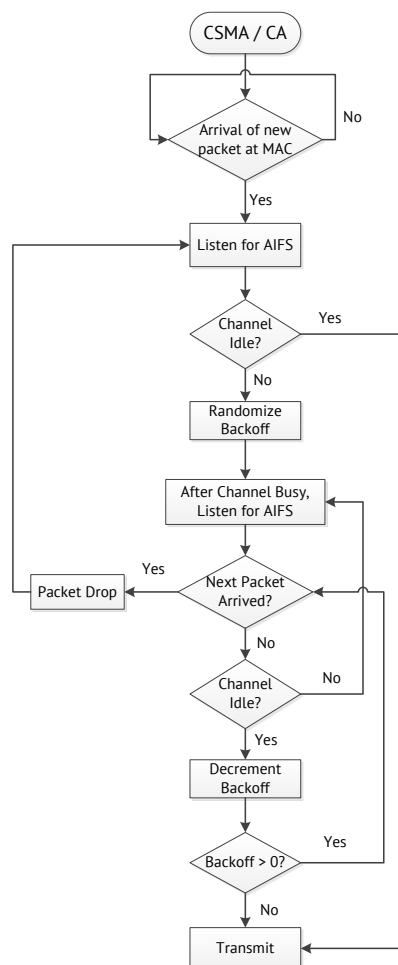 CSMA / CA
No
Arrival of new
packet at MAC
Yes
Listen for AIFS
Channel
Idle?
Yes
No
Randomize
Backoff
After Channel Busy,
Listen for AIFS
Yes
Packet Drop
Next Packet
Arrived?
No
Channel
Idle?
No
Yes
Decrement
Backoff
Yes
Backoff > 0?
No
Transmit